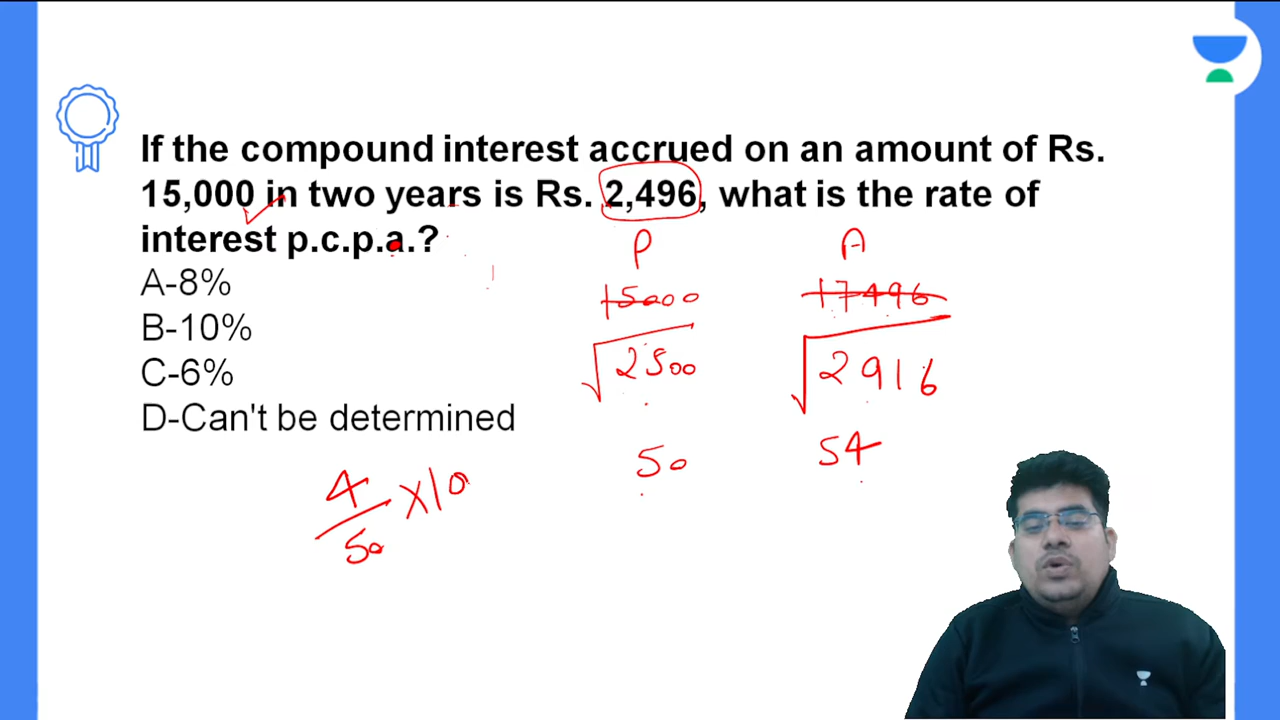 If the compound interest accrued on an amount of Rs.
15,000 in two years is Rs. 2,496, what is the rate of
interest p.c.p.a.?
A-8%
B-10%
C-6%
D-Can't be determined
P A
15000 17496
√2500 √2916
50 54
4/50 ×10